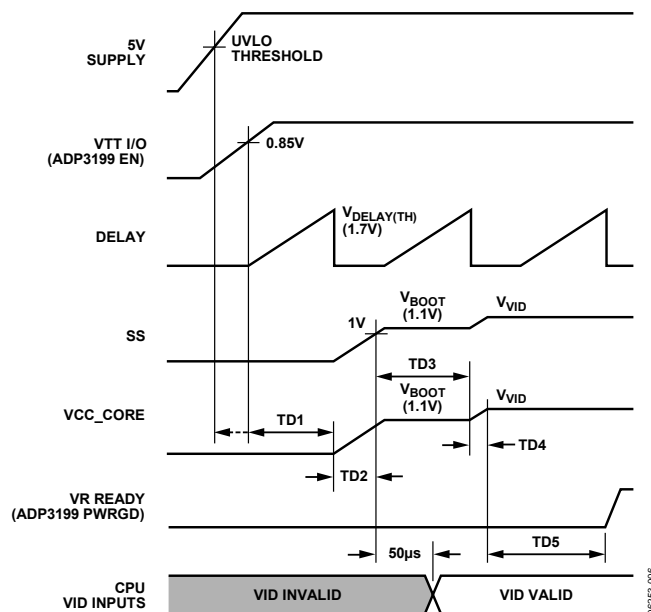 5V
SUPPLY
UVLO
THRESHOLD
VTT I/O
(ADP3199 EN)
0.85V
DELAY
VDELAY(TH)
(1.7V)
SS
1V
VBOOT
(1.1V)
VVID
TD3
VCC_CORE
TD1
VBOOT
(1.1V)
VVID
TD2
TD4
VR READY
(ADP3199 PWRGD)
50µs
TD5
CPU
VID INPUTS
VID INVALID
VID VALID